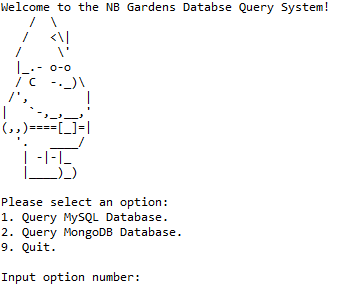 Welcome to the NB Gardens Databse Query System!
Please select an option:
1. Query MySQL Database.
2. Query MongoDB Database.
9. Quit.
Input option number: